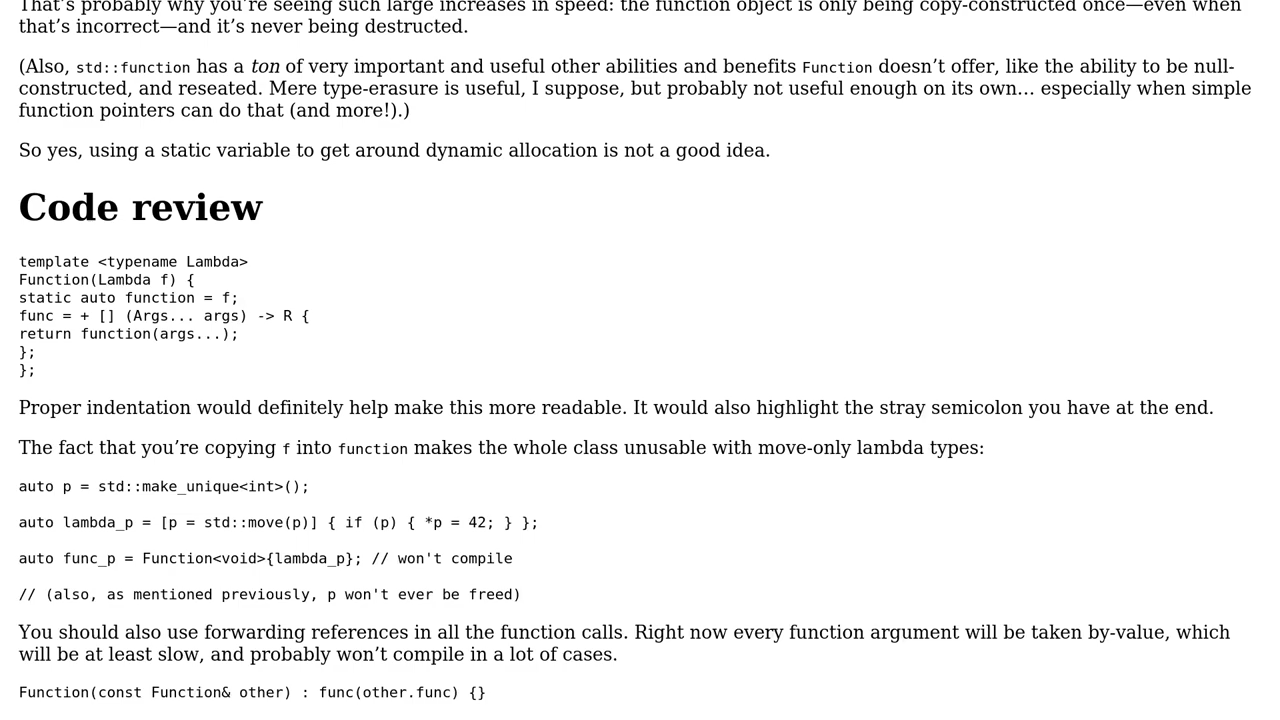 That’s probably why you’re seeing such large increases in speed: the function object is only being copy-constructed once—even when
that’s incorrect—and it’s never being destructed.
(Also, std::function has a ton of very important and useful other abilities and benefits Function doesn’t offer, like the ability to be null-
constructed, and reseated. Mere type-erasure is useful, I suppose, but probably not useful enough on its own… especially when simple
function pointers can do that (and more!).)
So yes, using a static variable to get around dynamic allocation is not a good idea.
Code review
template <typename Lambda>
Function(Lambda f) {
static auto function = f;
func = + [] (Args... args) -> R {
return function(args...);
};
};
Proper indentation would definitely help make this more readable. It would also highlight the stray semicolon you have at the end.
The fact that you’re copying f into function makes the whole class unusable with move-only lambda types:
auto p = std::make_unique<int>();
auto lambda_p = [p = std::move(p)] { if (p) { *p = 42; } };
auto func_p = Function<void>{lambda_p}; // won't compile
// (also, as mentioned previously, p won't ever be freed)
You should also use forwarding references in all the function calls. Right now every function argument will be taken by-value, which
will be at least slow, and probably won’t compile in a lot of cases.
Function(const Function& other) : func(other.func) {}